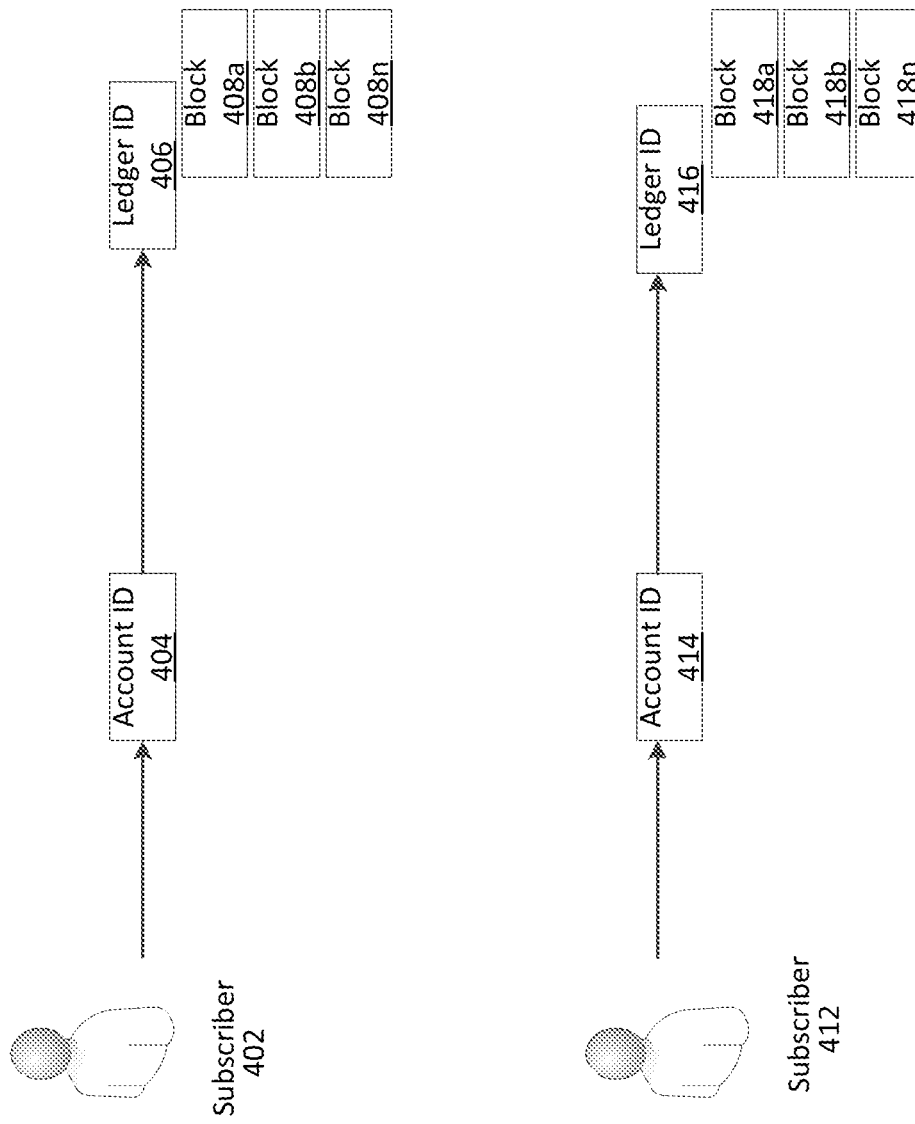 Subscriber
402
Account ID
404
Ledger ID
406
Block
408a
Block
408b
Block
408n
Subscriber
412
Account ID
414
Ledger ID
416
Block
418a
Block
418b
Block
418n